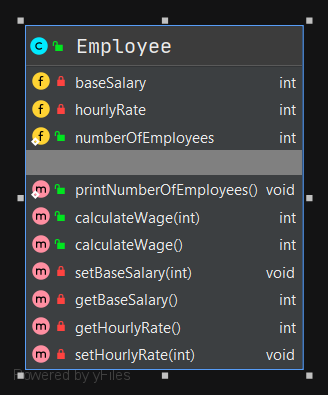 C Employee
f baseSalary int
f hourlyRate int
f numberOfEmployees int
m printNumberOfEmployees() void
m calculateWage(int) int
m calculateWage() int
m setBaseSalary(int) void
m getBaseSalary() int
m getHourlyRate() int
m setHourlyRate(int) void
Powered by yFiles